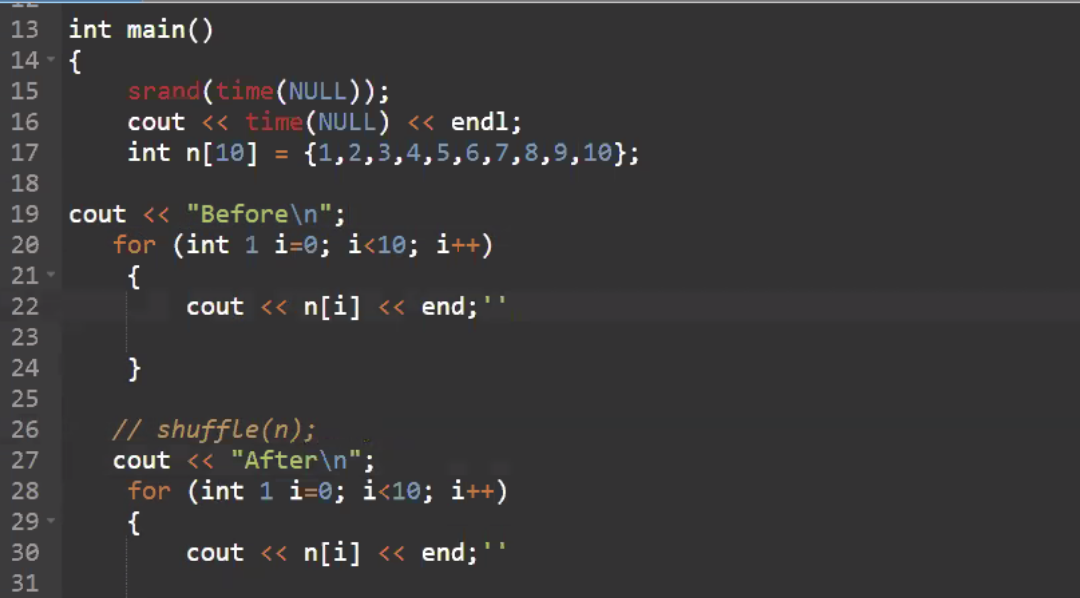 12
13 int main()
14 {
15 srand(time(NULL));
16 cout << time(NULL) << endl;
17 int n[10] = {1,2,3,4,5,6,7,8,9,10};
18
19 cout << "Before\n";
20 for (int 1 i=0; i<10; i++)
21 {
22 cout << n[i] << end;''
23
24 }
25
26 // shuffle(n);
27 cout << "After\n";
28 for (int 1 i=0; i<10; i++)
29 {
30 cout << n[i] << end;''
31